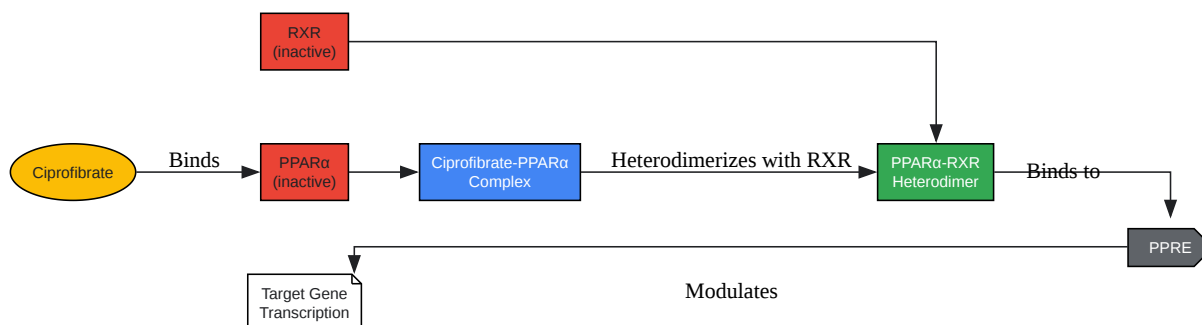 RXR
(inactive)
Ciprofibrate
Binds
PPARα
(inactive)
Ciprofibrate-PPARα
Complex
Heterodimerizes with RXR
PPARα-RXR
Heterodimer
Binds to
PPRE
Modulates
Target Gene
Transcription